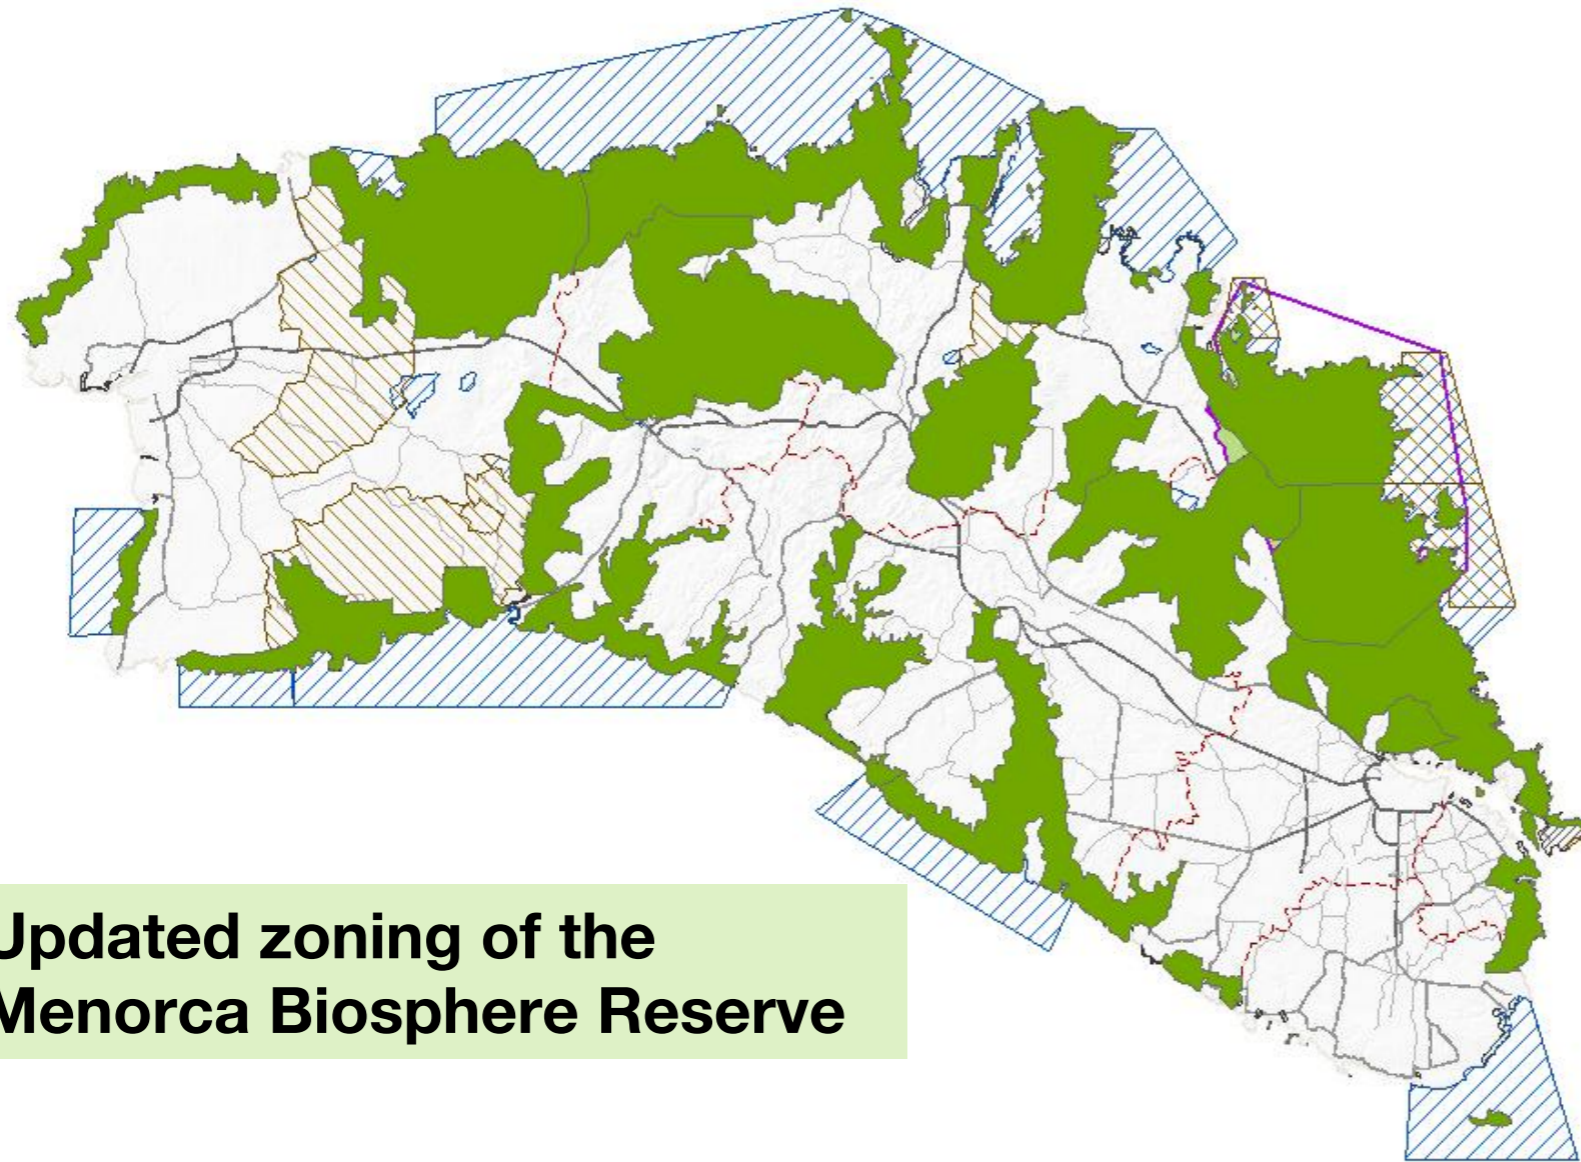 Updated zoning of the
Menorca Biosphere Reserve